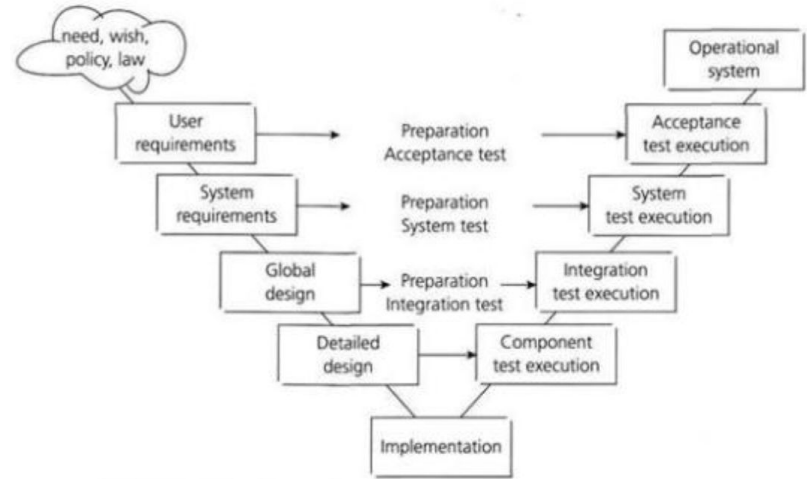 need, wish,
policy, law
Operational
system
User
requirements
Preparation
Acceptance test
Acceptance
test execution
System
requirements
Preparation
System test
System
test execution
Global
design
Preparation
Integration test
Integration
test execution
Detailed
design
Component
test execution
Implementation